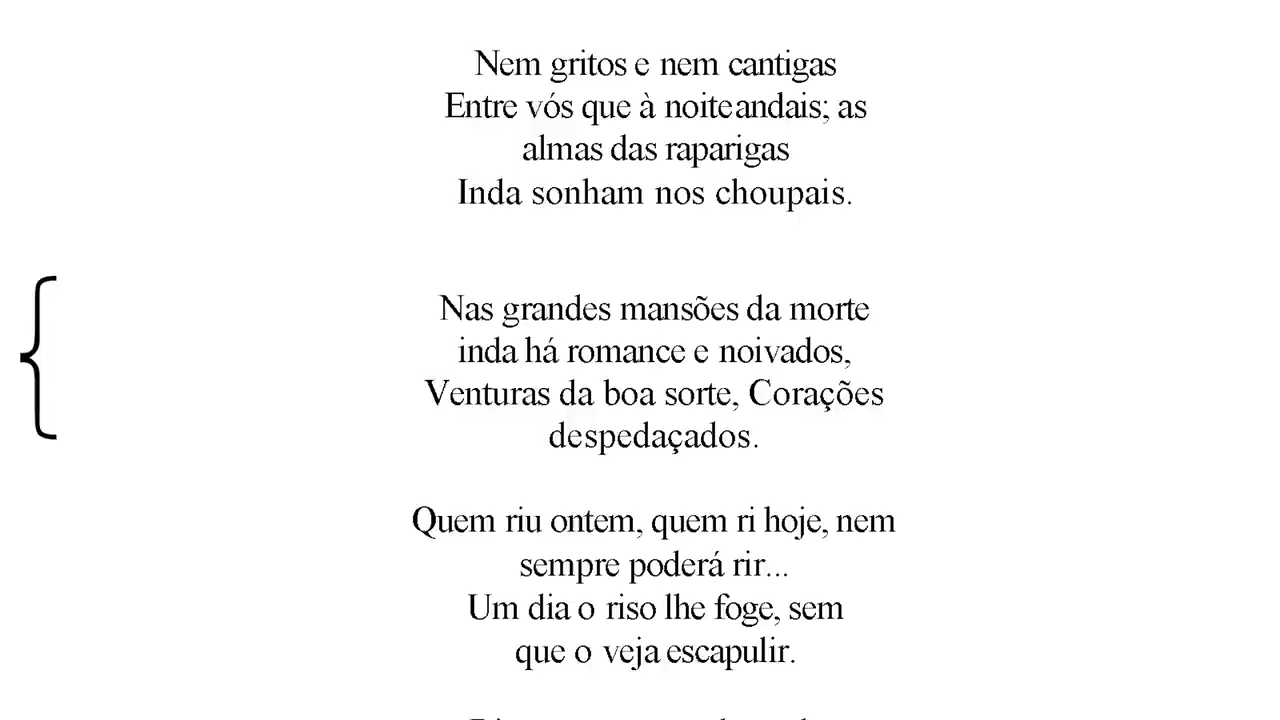 Nem gritos e nem cantigas
Entre vós que à noite andais; as
almas das raparigas
Inda sonham nos choupais.
Nas grandes mansões da morte
inda há romance e noivados,
Venturas da boa sorte, Corações
despedaçados.
Quem riu ontem, quem ri hoje, nem
sempre poderá rir...
Um dia o riso lhe foge, sem
que o veja escapulir.